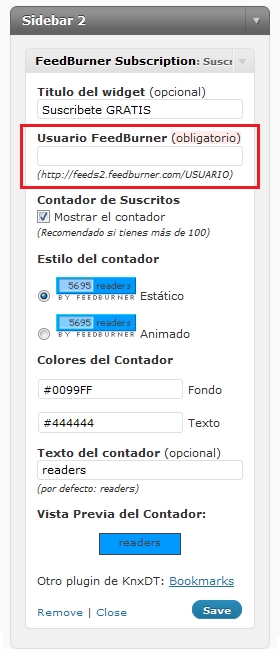 Sidebar 2
FeedBurner Subscription: Suscri
Titulo del widget (opcional)
Suscribete GRATIS
Usuario FeedBurner (obligatorio)
(http://feeds2.feedburner.com/USUARIO)
Contador de Suscritos
Mostrar el contador
(Recomendado si tienes más de 100)
Estilo del contador
5695 readers
BY FEEDBURNER Estático
5695 readers
BY FEEDBURNER Animado
Colores del Contador
#0099FF Fondo
#444444 Texto
Texto del contador (opcional)
readers
(por defecto: readers)
Vista Previa del Contador:
readers
Otro plugin de KnxDT: Bookmarks
Remove | Close Save